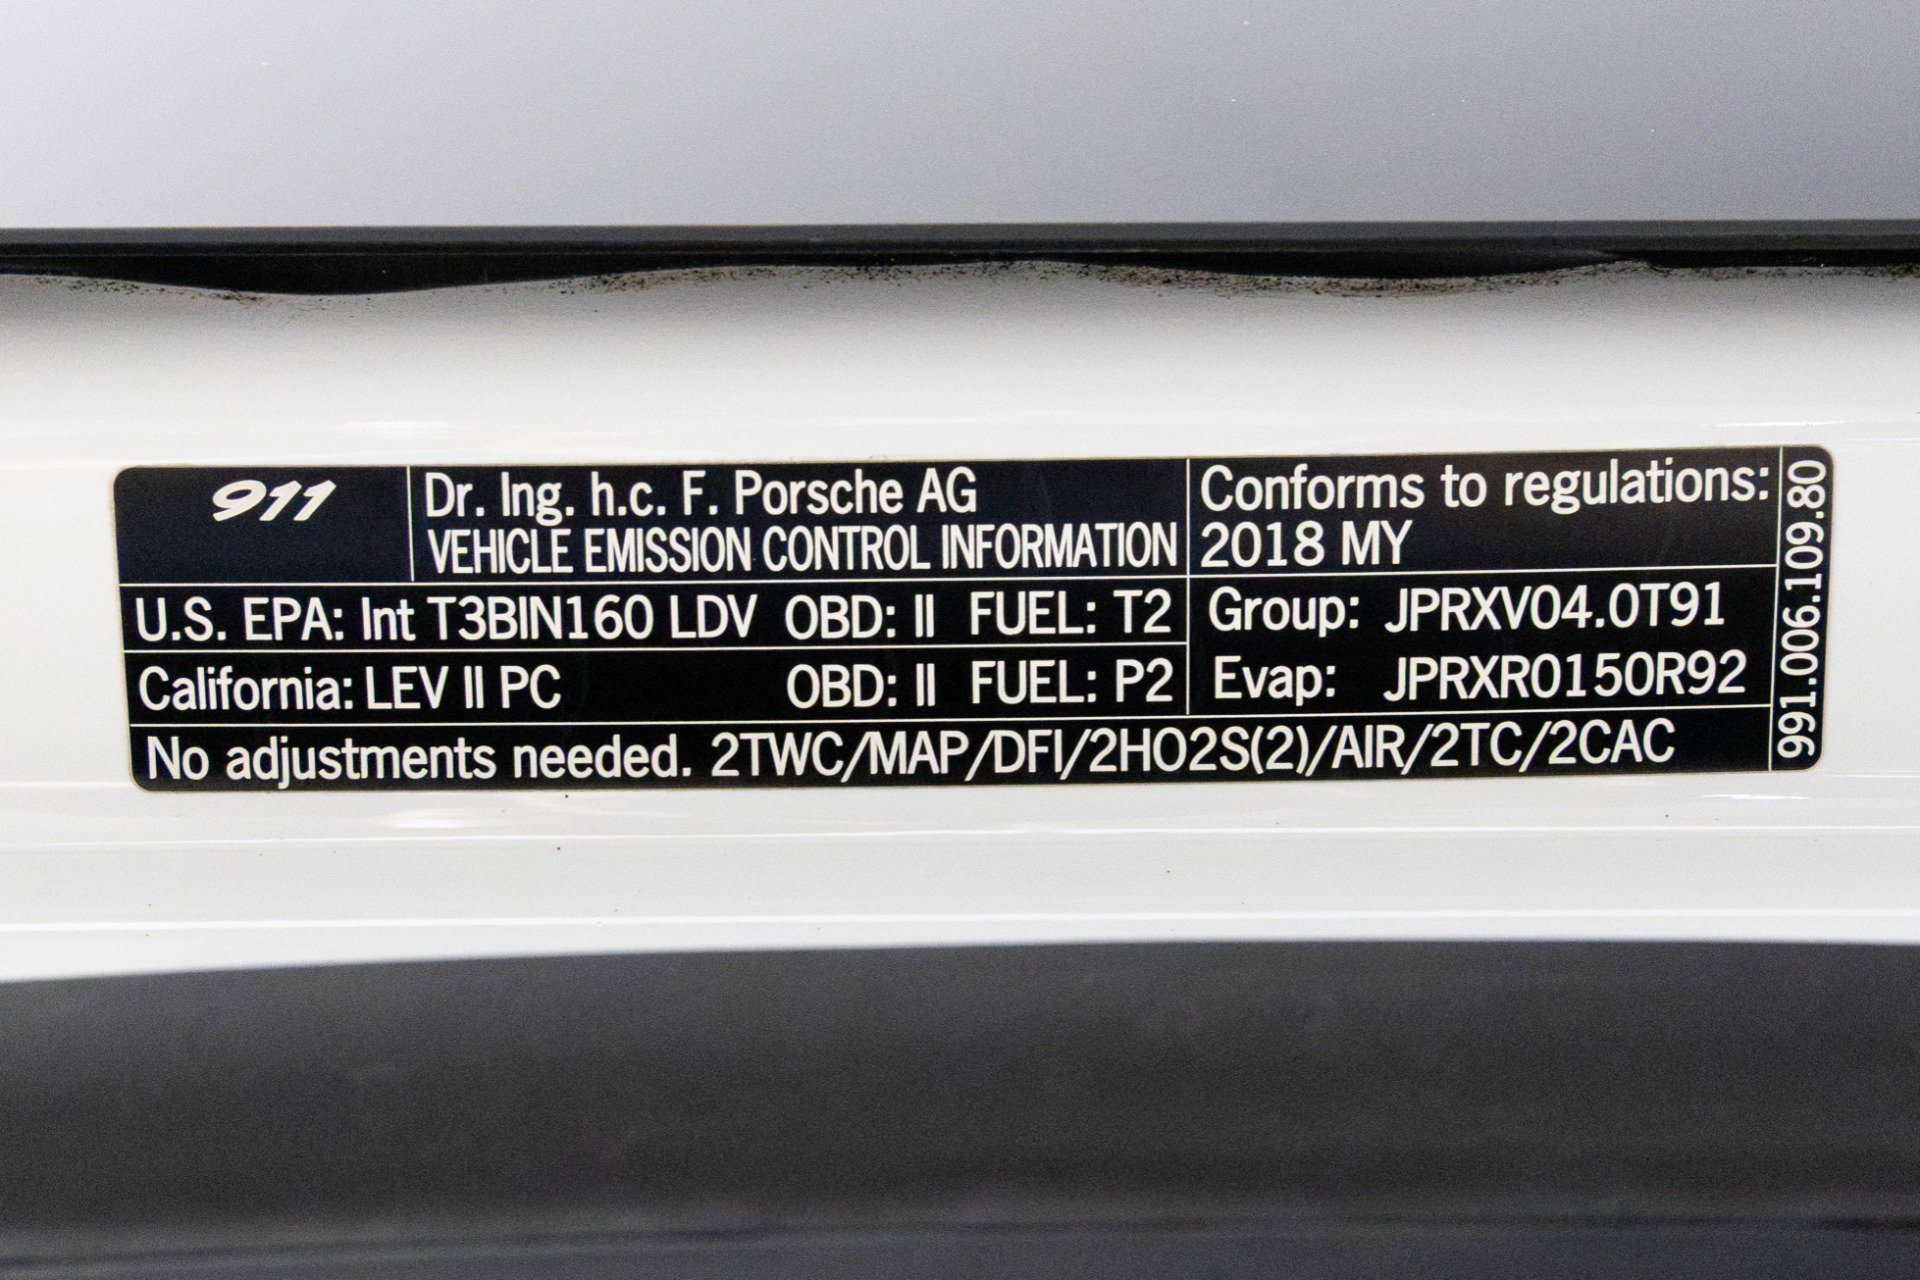 911
Dr. Ing. h.c. F. Porsche AG
VEHICLE EMISSION CONTROL INFORMATION
Conforms to regulations:
2018 MY
U.S. EPA: Int T3BIN160 LDV OBD: II FUEL: T2
California: LEV II PC OBD: II FUEL: P2
Group: JPRXV04.0T91
Evap: JPRXR0150R92
No adjustments needed. 2TWC/MAP/DFI/2HO2S(2)/AIR/2TC/2CAC
991.006.109.80